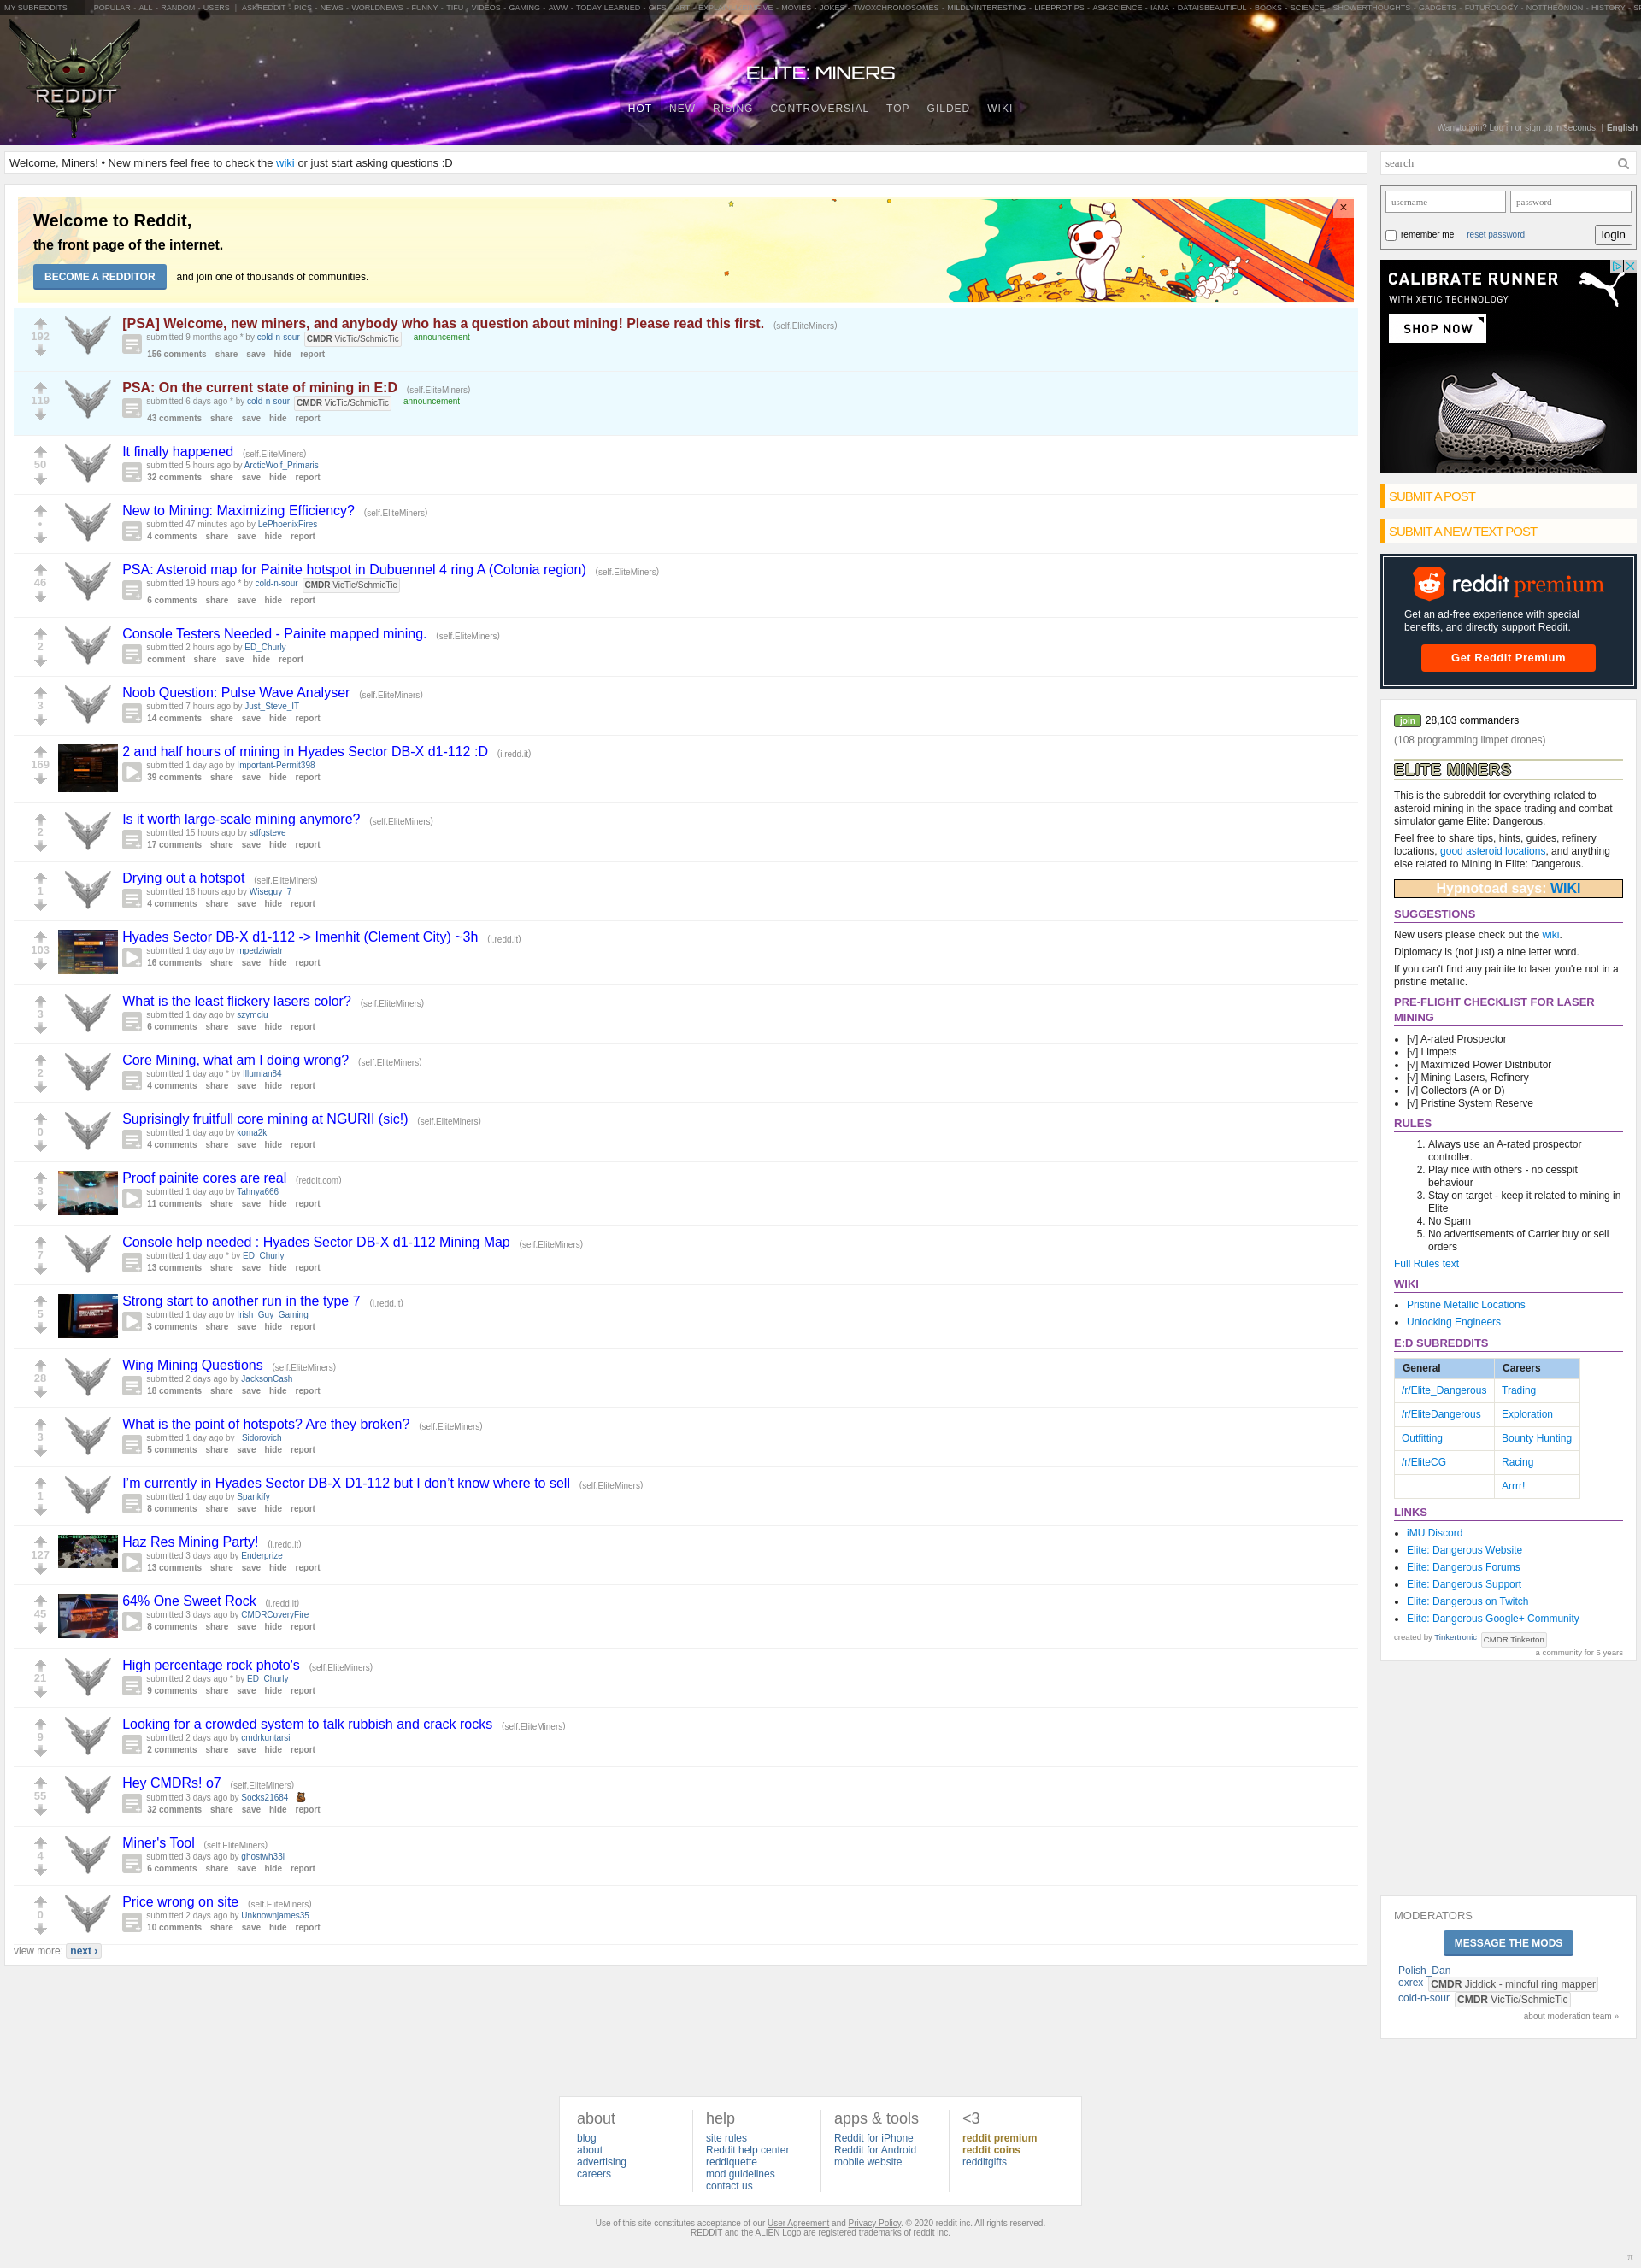 MY SUBREDDITS
POPULAR - ALL - RANDOM - USERS | ASKREDDIT - PICS - NEWS - WORLDNEWS - FUNNY - TIFU - VIDEOS - GAMING - AWW - TODAYILEARNED - GIFS - ART - EXPLAINLIKEIMFIVE - MOVIES - JOKES - TWOXCHROMOSOMES - MILDLYINTERESTING - LIFEPROTIPS - ASKSCIENCE - IAMA - DATAISBEAUTIFUL - BOOKS - SCIENCE - SHOWERTHOUGHTS - GADGETS - FUTUROLOGY - NOTTHEONION - HISTORY
SUBREDDIT
REDDIT
ELITE: MINERS
HOT NEW RISING CONTROVERSIAL TOP GILDED WIKI
Want to join? Log in or sign up in seconds. | English
Welcome, Miners! • New miners feel free to check the wiki or just start asking questions :D
Welcome to Reddit,
the front page of the internet.
BECOME A REDDITOR and join one of thousands of communities.
×
192
[PSA] Welcome, new miners, and anybody who has a question about mining! Please read this first. (self.EliteMiners)
submitted 9 months ago * by cold-n-sour CMDR VicTic/SchmicTic - announcement
156 comments share save hide report
119
PSA: On the current state of mining in E:D (self.EliteMiners)
submitted 6 days ago * by cold-n-sour CMDR VicTic/SchmicTic - announcement
43 comments share save hide report
50
It finally happened (self.EliteMiners)
submitted 5 hours ago by ArcticWolf_Primaris
32 comments share save hide report
•
New to Mining: Maximizing Efficiency? (self.EliteMiners)
submitted 47 minutes ago by LePhoenixFires
4 comments share save hide report
46
PSA: Asteroid map for Painite hotspot in Dubuennel 4 ring A (Colonia region) (self.EliteMiners)
submitted 19 hours ago * by cold-n-sour CMDR VicTic/SchmicTic
6 comments share save hide report
2
Console Testers Needed - Painite mapped mining. (self.EliteMiners)
submitted 2 hours ago by ED_Churly
comment share save hide report
3
Noob Question: Pulse Wave Analyser (self.EliteMiners)
submitted 7 hours ago by Just_Steve_IT
14 comments share save hide report
169
2 and half hours of mining in Hyades Sector DB-X d1-112 :D (i.redd.it)
submitted 1 day ago by Important-Permit398
39 comments share save hide report
2
Is it worth large-scale mining anymore? (self.EliteMiners)
submitted 15 hours ago by sdfgsteve
17 comments share save hide report
1
Drying out a hotspot (self.EliteMiners)
submitted 16 hours ago by Wiseguy_7
4 comments share save hide report
103
Hyades Sector DB-X d1-112 -> Imenhit (Clement City) ~3h (i.redd.it)
submitted 1 day ago by mpedziwiatr
16 comments share save hide report
3
What is the least flickery lasers color? (self.EliteMiners)
submitted 1 day ago by szymciu
6 comments share save hide report
2
Core Mining, what am I doing wrong? (self.EliteMiners)
submitted 1 day ago * by Illumian84
4 comments share save hide report
0
Suprisingly fruitfull core mining at NGURII (sic!) (self.EliteMiners)
submitted 1 day ago by koma2k
4 comments share save hide report
3
Proof painite cores are real (reddit.com)
submitted 1 day ago by Tahnya666
11 comments share save hide report
7
Console help needed : Hyades Sector DB-X d1-112 Mining Map (self.EliteMiners)
submitted 1 day ago * by ED_Churly
13 comments share save hide report
5
Strong start to another run in the type 7 (i.redd.it)
submitted 1 day ago by Irish_Guy_Gaming
3 comments share save hide report
28
Wing Mining Questions (self.EliteMiners)
submitted 2 days ago by JacksonCash
18 comments share save hide report
3
What is the point of hotspots? Are they broken? (self.EliteMiners)
submitted 1 day ago by _Sidorovich_
5 comments share save hide report
1
I'm currently in Hyades Sector DB-X D1-112 but I don't know where to sell (self.EliteMiners)
submitted 1 day ago by Spankify
8 comments share save hide report
127
Haz Res Mining Party! (i.redd.it)
submitted 3 days ago by Enderprize_
13 comments share save hide report
45
64% One Sweet Rock (i.redd.it)
submitted 3 days ago by CMDRCoveryFire
8 comments share save hide report
21
High percentage rock photo's (self.EliteMiners)
submitted 2 days ago * by ED_Churly
9 comments share save hide report
9
Looking for a crowded system to talk rubbish and crack rocks (self.EliteMiners)
submitted 2 days ago by cmdrkuntarsi
2 comments share save hide report
55
Hey CMDRs! o7 (self.EliteMiners)
submitted 3 days ago by Socks21684
32 comments share save hide report
4
Miner's Tool (self.EliteMiners)
submitted 3 days ago by ghostwh33l
6 comments share save hide report
0
Price wrong on site (self.EliteMiners)
submitted 2 days ago by Unknownjames35
10 comments share save hide report
view more: next ›
search
username password
remember me reset password login
CALIBRATE RUNNER
WITH XETIC TECHNOLOGY
SHOP NOW
SUBMIT A POST
SUBMIT A NEW TEXT POST
reddit premium
Get an ad-free experience with special
benefits, and directly support Reddit.
Get Reddit Premium
join 28,103 commanders
(108 programming limpet drones)
ELITE MINERS
This is the subreddit for everything related to
asteroid mining in the space trading and combat
simulator game Elite: Dangerous.
Feel free to share tips, hints, guides, refinery
locations, good asteroid locations, and anything
else related to Mining in Elite: Dangerous.
Hypnotoad says: WIKI
SUGGESTIONS
New users please check out the wiki.
Diplomacy is (not just) a nine letter word.
If you can't find any painite to laser you're not in a
pristine metallic.
PRE-FLIGHT CHECKLIST FOR LASER
MINING
• [√] A-rated Prospector
• [√] Limpets
• [√] Maximized Power Distributor
• [√] Mining Lasers, Refinery
• [√] Collectors (A or D)
• [√] Pristine System Reserve
RULES
1. Always use an A-rated prospector
controller.
2. Play nice with others - no cesspit
behaviour
3. Stay on target - keep it related to mining in
Elite
4. No Spam
5. No advertisements of Carrier buy or sell
orders
Full Rules text
WIKI
• Pristine Metallic Locations
• Unlocking Engineers
E:D SUBREDDITS
General Careers
/r/Elite_Dangerous Trading
/r/EliteDangerous Exploration
Outfitting Bounty Hunting
/r/EliteCG Racing
Arrrr!
LINKS
• iMU Discord
• Elite: Dangerous Website
• Elite: Dangerous Forums
• Elite: Dangerous Support
• Elite: Dangerous on Twitch
• Elite: Dangerous Google+ Community
created by Tinkertronic CMDR Tinkerton
a community for 5 years
MODERATORS
MESSAGE THE MODS
Polish_Dan
exrex CMDR Jiddick - mindful ring mapper
cold-n-sour CMDR VicTic/SchmicTic
about moderation team »
about
blog
about
advertising
careers
help
site rules
Reddit help center
reddiquette
mod guidelines
contact us
apps & tools
Reddit for iPhone
Reddit for Android
mobile website
<3
reddit premium
reddit coins
redditgifts
Use of this site constitutes acceptance of our User Agreement and Privacy Policy. © 2020 reddit inc. All rights reserved.
REDDIT and the ALIEN Logo are registered trademarks of reddit inc.
π